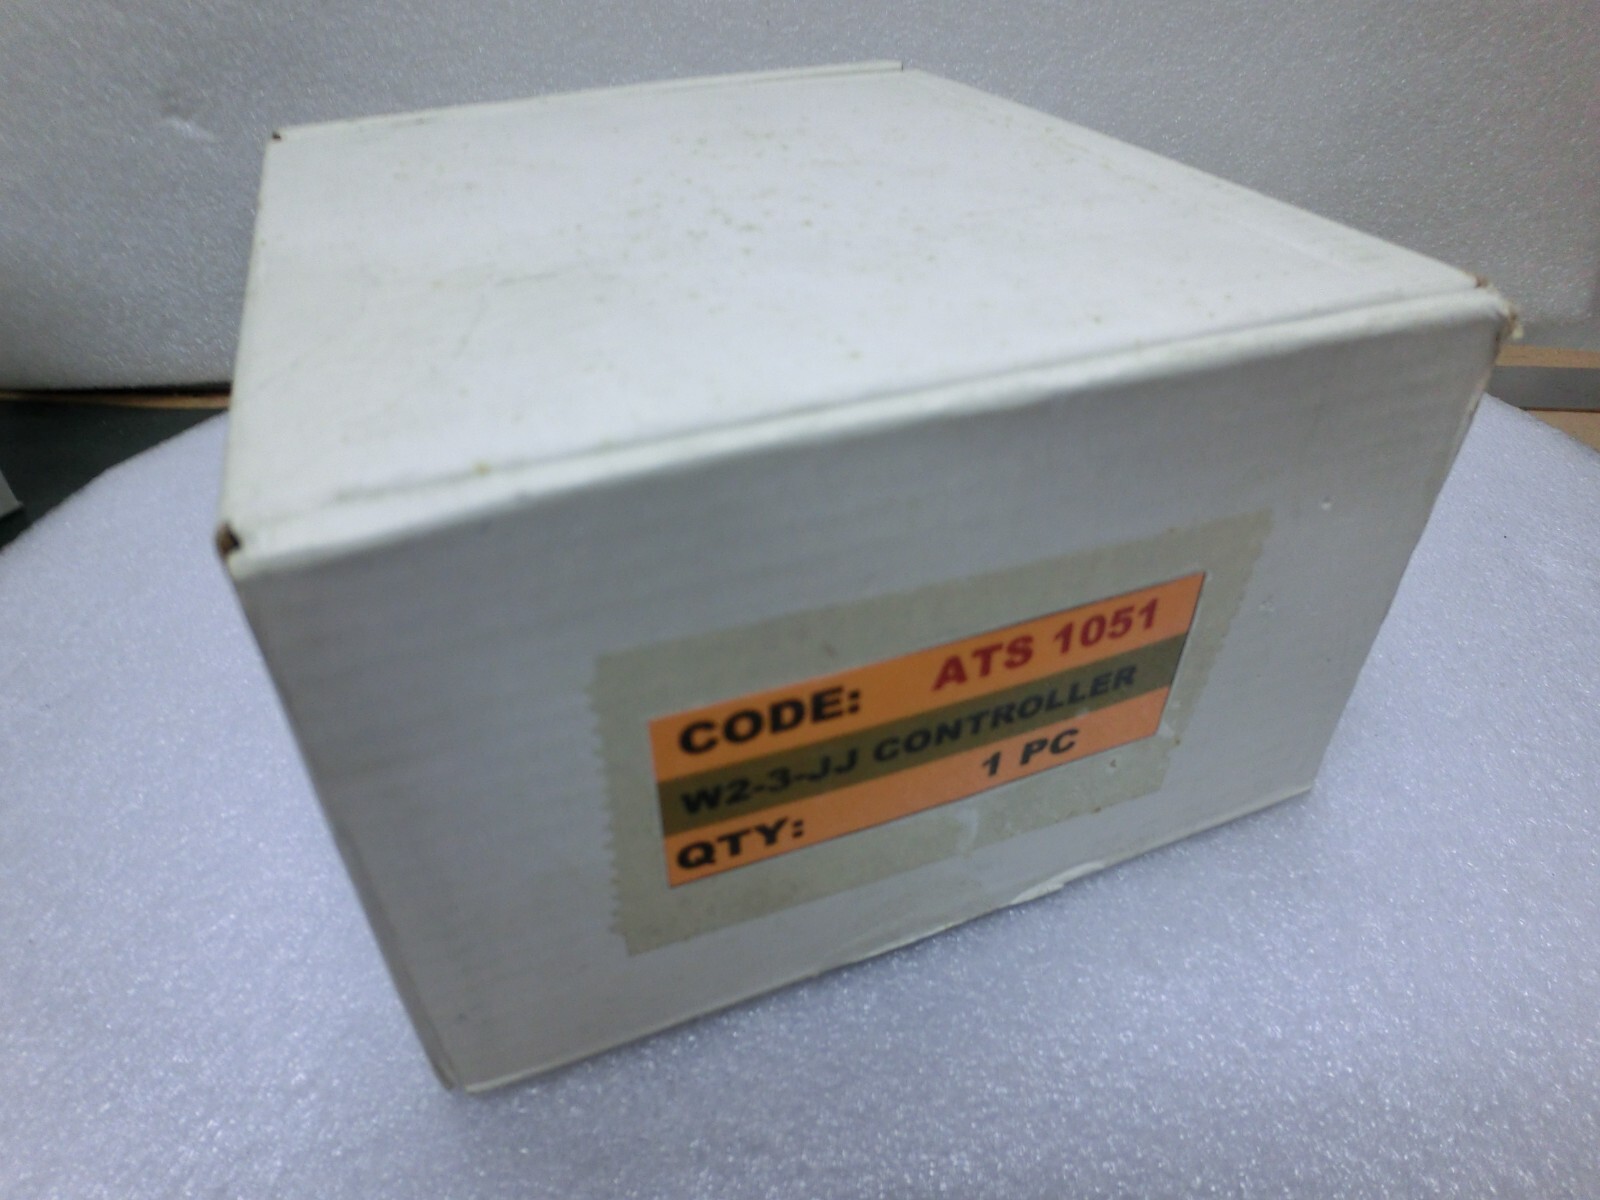 CODE: ATS 1051
W2-3-JJ CONTROLLER
QTY: 1 PC